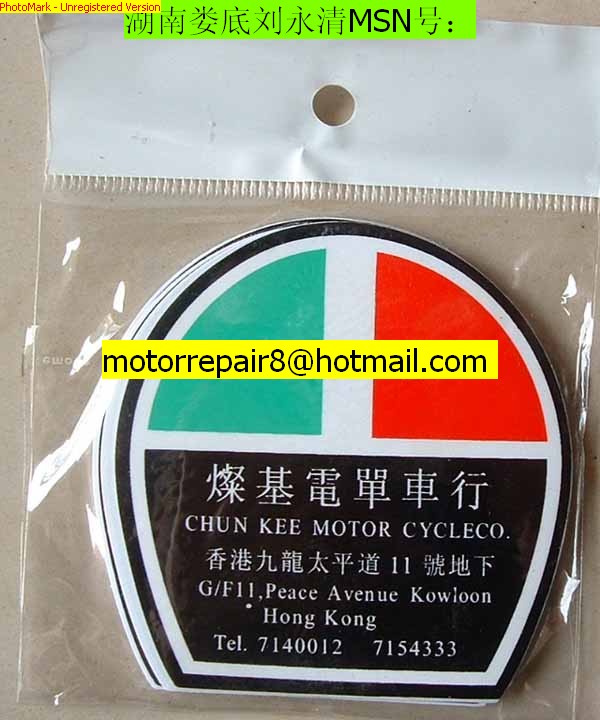 PhotoMark - Unregistered Version
湖南娄底刘永清MSN号：
motorrepair8@hotmail.com
燦基電單車行
CHUN KEE MOTOR CYCLECO.
香港九龍太平道 11 號地下
G/F11,Peace Avenue Kowloon
Hong Kong
Tel. 7140012 7154333